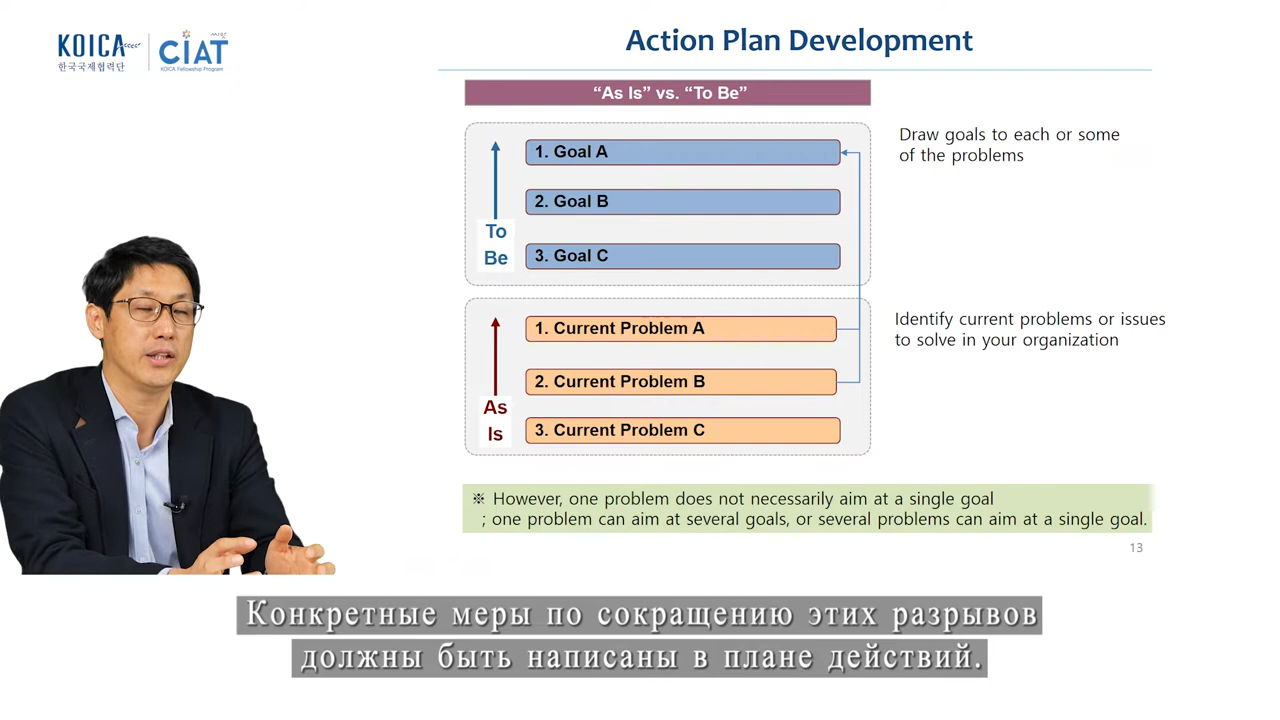 KOICA
한국국제협력단
CIAT
KOICA Fellowship Program
Action Plan Development
“As Is” vs. “To Be”
To
Be
1. Goal A
2. Goal B
3. Goal C
Draw goals to each or some
of the problems
As
Is
1. Current Problem A
2. Current Problem B
3. Current Problem C
Identify current problems or issues
to solve in your organization
※ However, one problem does not necessarily aim at a single goal
; one problem can aim at several goals, or several problems can aim at a single goal.
13
Конкретные меры по сокращению этих разрывов
должны быть написаны в плане действий.